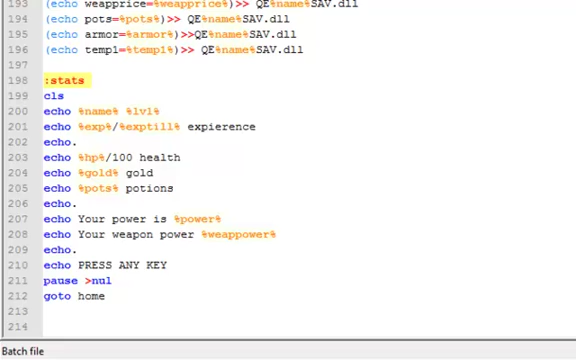 193 (echo weapprice=%weapprice%)>> QE%name%SAV.dll
194 (echo pots=%pots%)>> QE%name%SAV.dll
195 (echo armor=%armor%)>>QE%name%SAV.dll
196 (echo temp1=%temp1%)>> QE%name%SAV.dll
197
198 :stats
199 cls
200 echo %name% %lvl%
201 echo %exp%/%exptill% expierence
202 echo.
203 echo %hp%/100 health
204 echo %gold% gold
205 echo %pots% potions
206 echo.
207 echo Your power is %power%
208 echo Your weapon power %weappower%
209 echo.
210 echo PRESS ANY KEY
211 pause >nul
212 goto home
213
214
Batch file